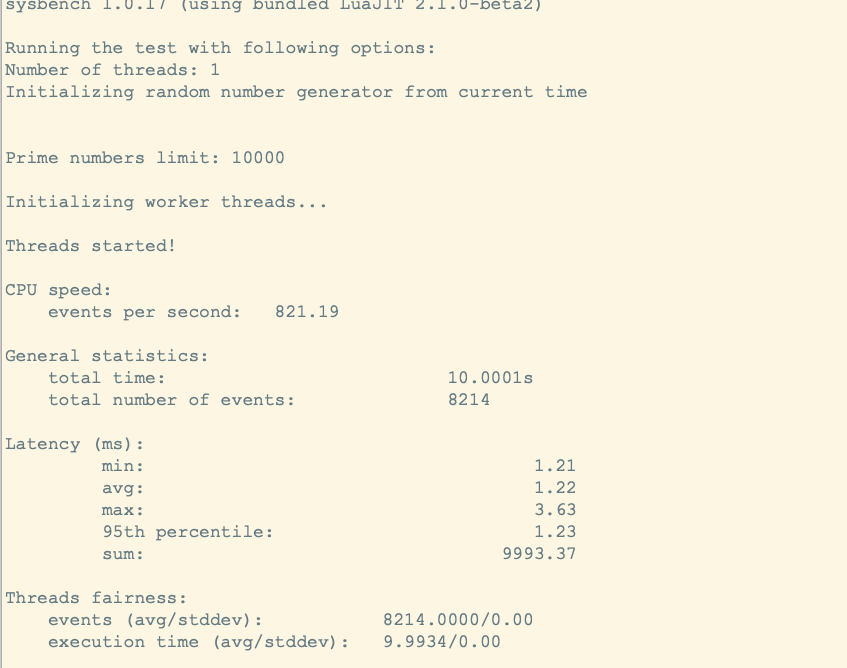 sysbench 1.0.17 (using bundled LuaJIT 2.1.0-beta2)
Running the test with following options:
Number of threads: 1
Initializing random number generator from current time
Prime numbers limit: 10000
Initializing worker threads...
Threads started!
CPU speed:
events per second: 821.19
General statistics:
total time: 10.0001s
total number of events: 8214
Latency (ms):
min: 1.21
avg: 1.22
max: 3.63
95th percentile: 1.23
sum: 9993.37
Threads fairness:
events (avg/stddev): 8214.0000/0.00
execution time (avg/stddev): 9.9934/0.00